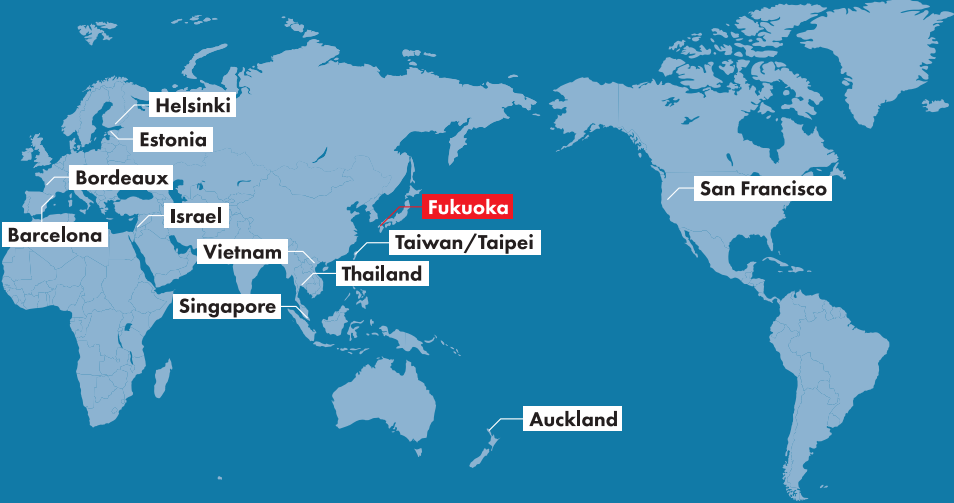 Helsinki
Estonia
Bordeaux
San Francisco
Fukuoka
Israel
Barcelona
Taiwan/Taipei
Vietnam
Thailand
Singapore
Auckland